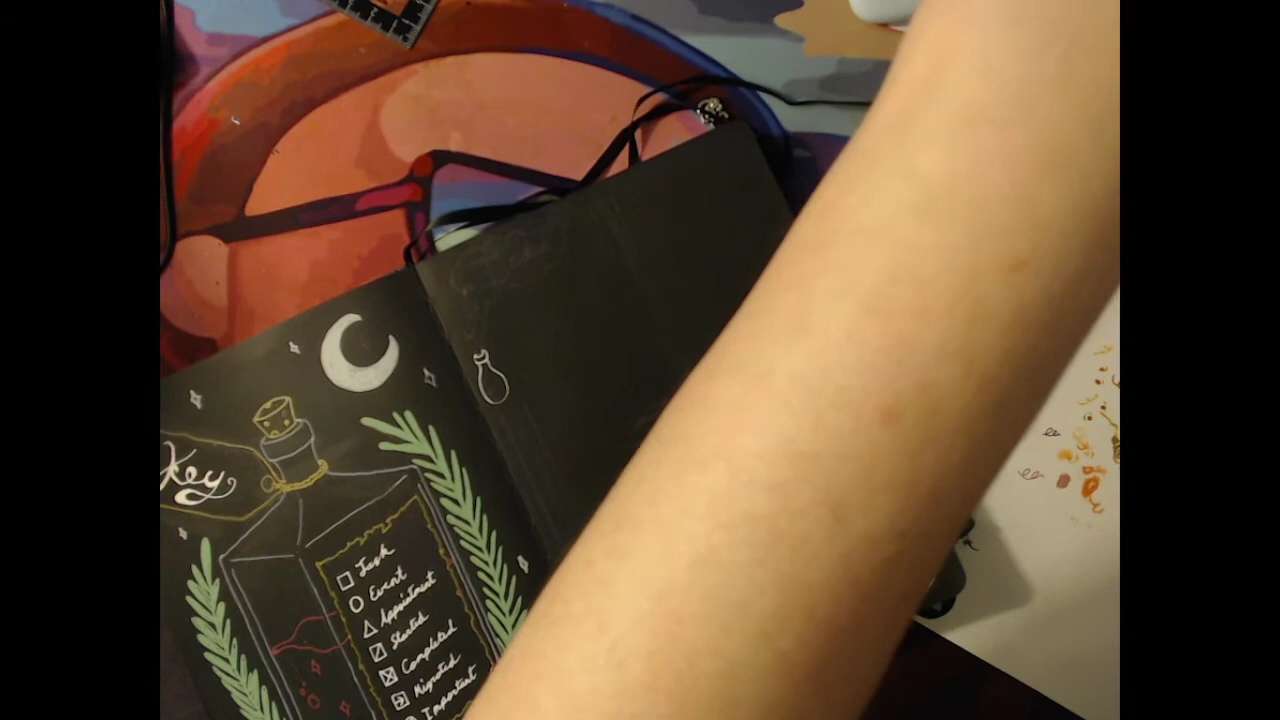 Key
Task
Event
Appointment
Started
Completed
Migrated
Important